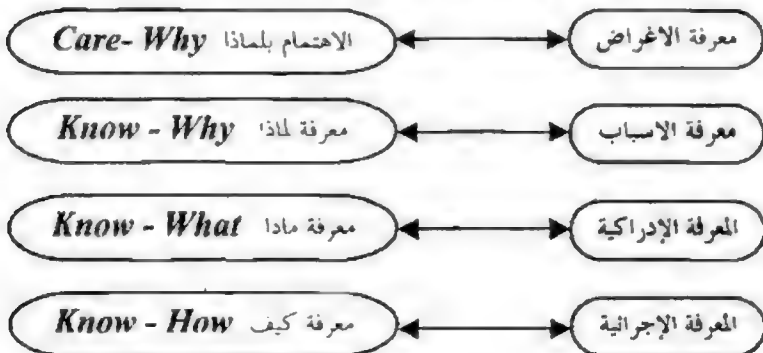 معرفة الاغراض الاهتمام بلماذا Care- Why
معرفة الاسباب معرفة لماذا Know - Why
المعرفة الإدراكية معرفة ماذا Know - What
المعرفة الإجرائية معرفة كيف Know - How